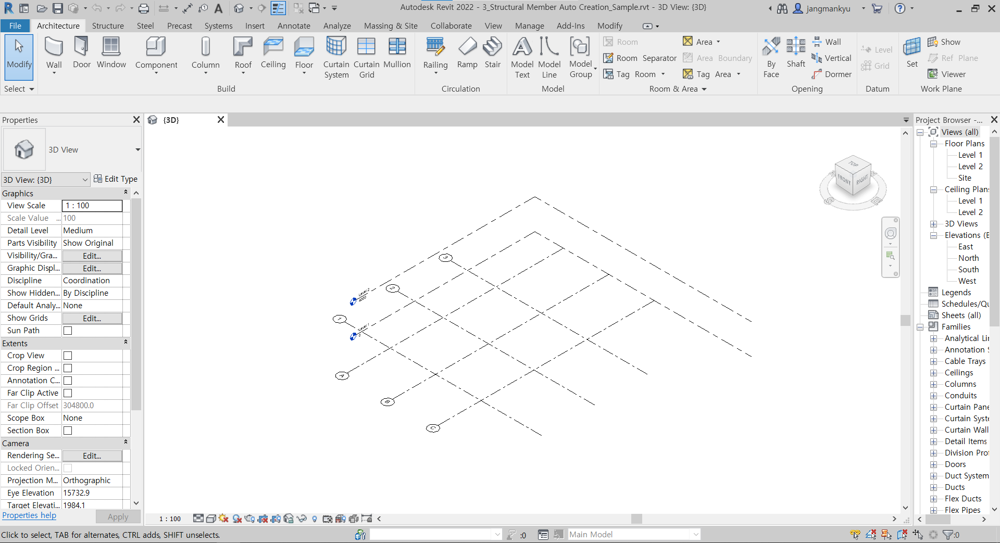 Autodesk Revit 2022 - 3_Structural Member Auto Creation_Sample.rvt - 3D View: {3D}
jangmankyu
File Architecture Structure Steel Precast Systems Insert Annotate Analyze Massing & Site Collaborate View Manage Add-Ins Modify
Modify
Wall
Door
Window
Component
Column
Roof
Ceiling
Floor
Curtain System
Curtain Grid
Mullion
Railing
Ramp
Stair
Model Text
Model Line
Model Group
Room
Room Separator
Tag Room
Area
Area Boundary
Tag Area
By Face
Shaft
Wall
Vertical
Dormer
Level
Grid
Set
Show
Ref Plane
Viewer
Select
Build
Circulation
Model
Room & Area
Opening
Datum
Work Plane
Properties
3D View
3D View: {3D}
Edit Type
Graphics
View Scale 1 : 100
Scale Value ... 100
Detail Level Medium
Parts Visibility Show Original
Visibility/Gra... Edit...
Graphic Displ... Edit...
Discipline Coordination
Show Hidden... By Discipline
Default Analy... None
Show Grids Edit...
Sun Path
Extents
Crop View
Crop Region ...
Annotation C...
Far Clip Active
Far Clip Offset 304800.0
Scope Box None
Section Box
Camera
Rendering Se... Edit...
Locked Orien...
Projection M... Orthographic
Eye Elevation 15732.9
Target Elevati... 1984.1
Properties help
Apply
{3D}
TOP
FRONT
RIGHT
S
E
3
2
1
Level 2
4000
Level 1
0
A
B
C
1 : 100
Project Browser -...
Views (all)
Floor Plans
Level 1
Level 2
Site
Ceiling Plans
Level 1
Level 2
3D Views
Elevations (B
East
North
South
West
Legends
Schedules/Qu
Sheets (all)
Families
Analytical Lin
Annotation S
Cable Trays
Ceilings
Columns
Conduits
Curtain Pane
Curtain Syste
Curtain Wall
Detail Items
Division Prof
Doors
Duct System
Ducts
Flex Ducts
Flex Pipes
Click to select, TAB for alternates, CTRL adds, SHIFT unselects.
:0
Main Model
:0